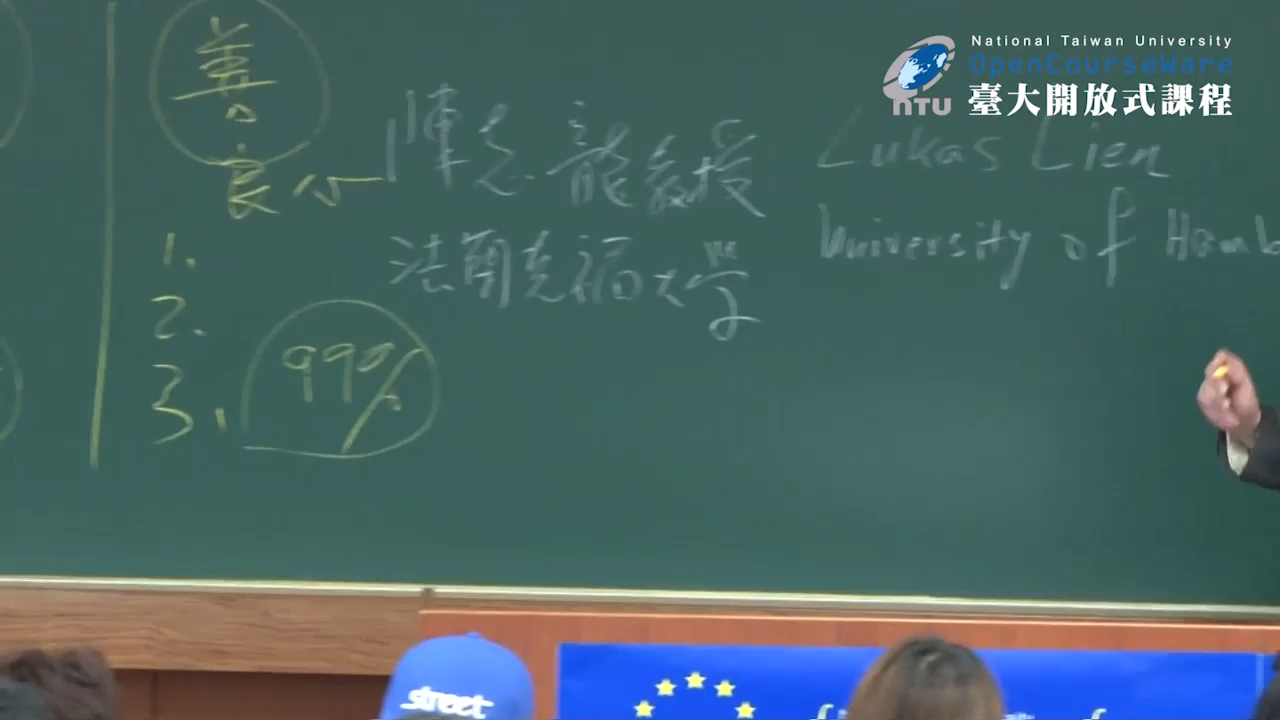 National Taiwan University
OpenCourseWare
NTU 臺大開放式課程
善
良心
1.
2.
3. 99%
陳志龍教授
法蘭克福大學
Lukas Lien
University of Hamb
street